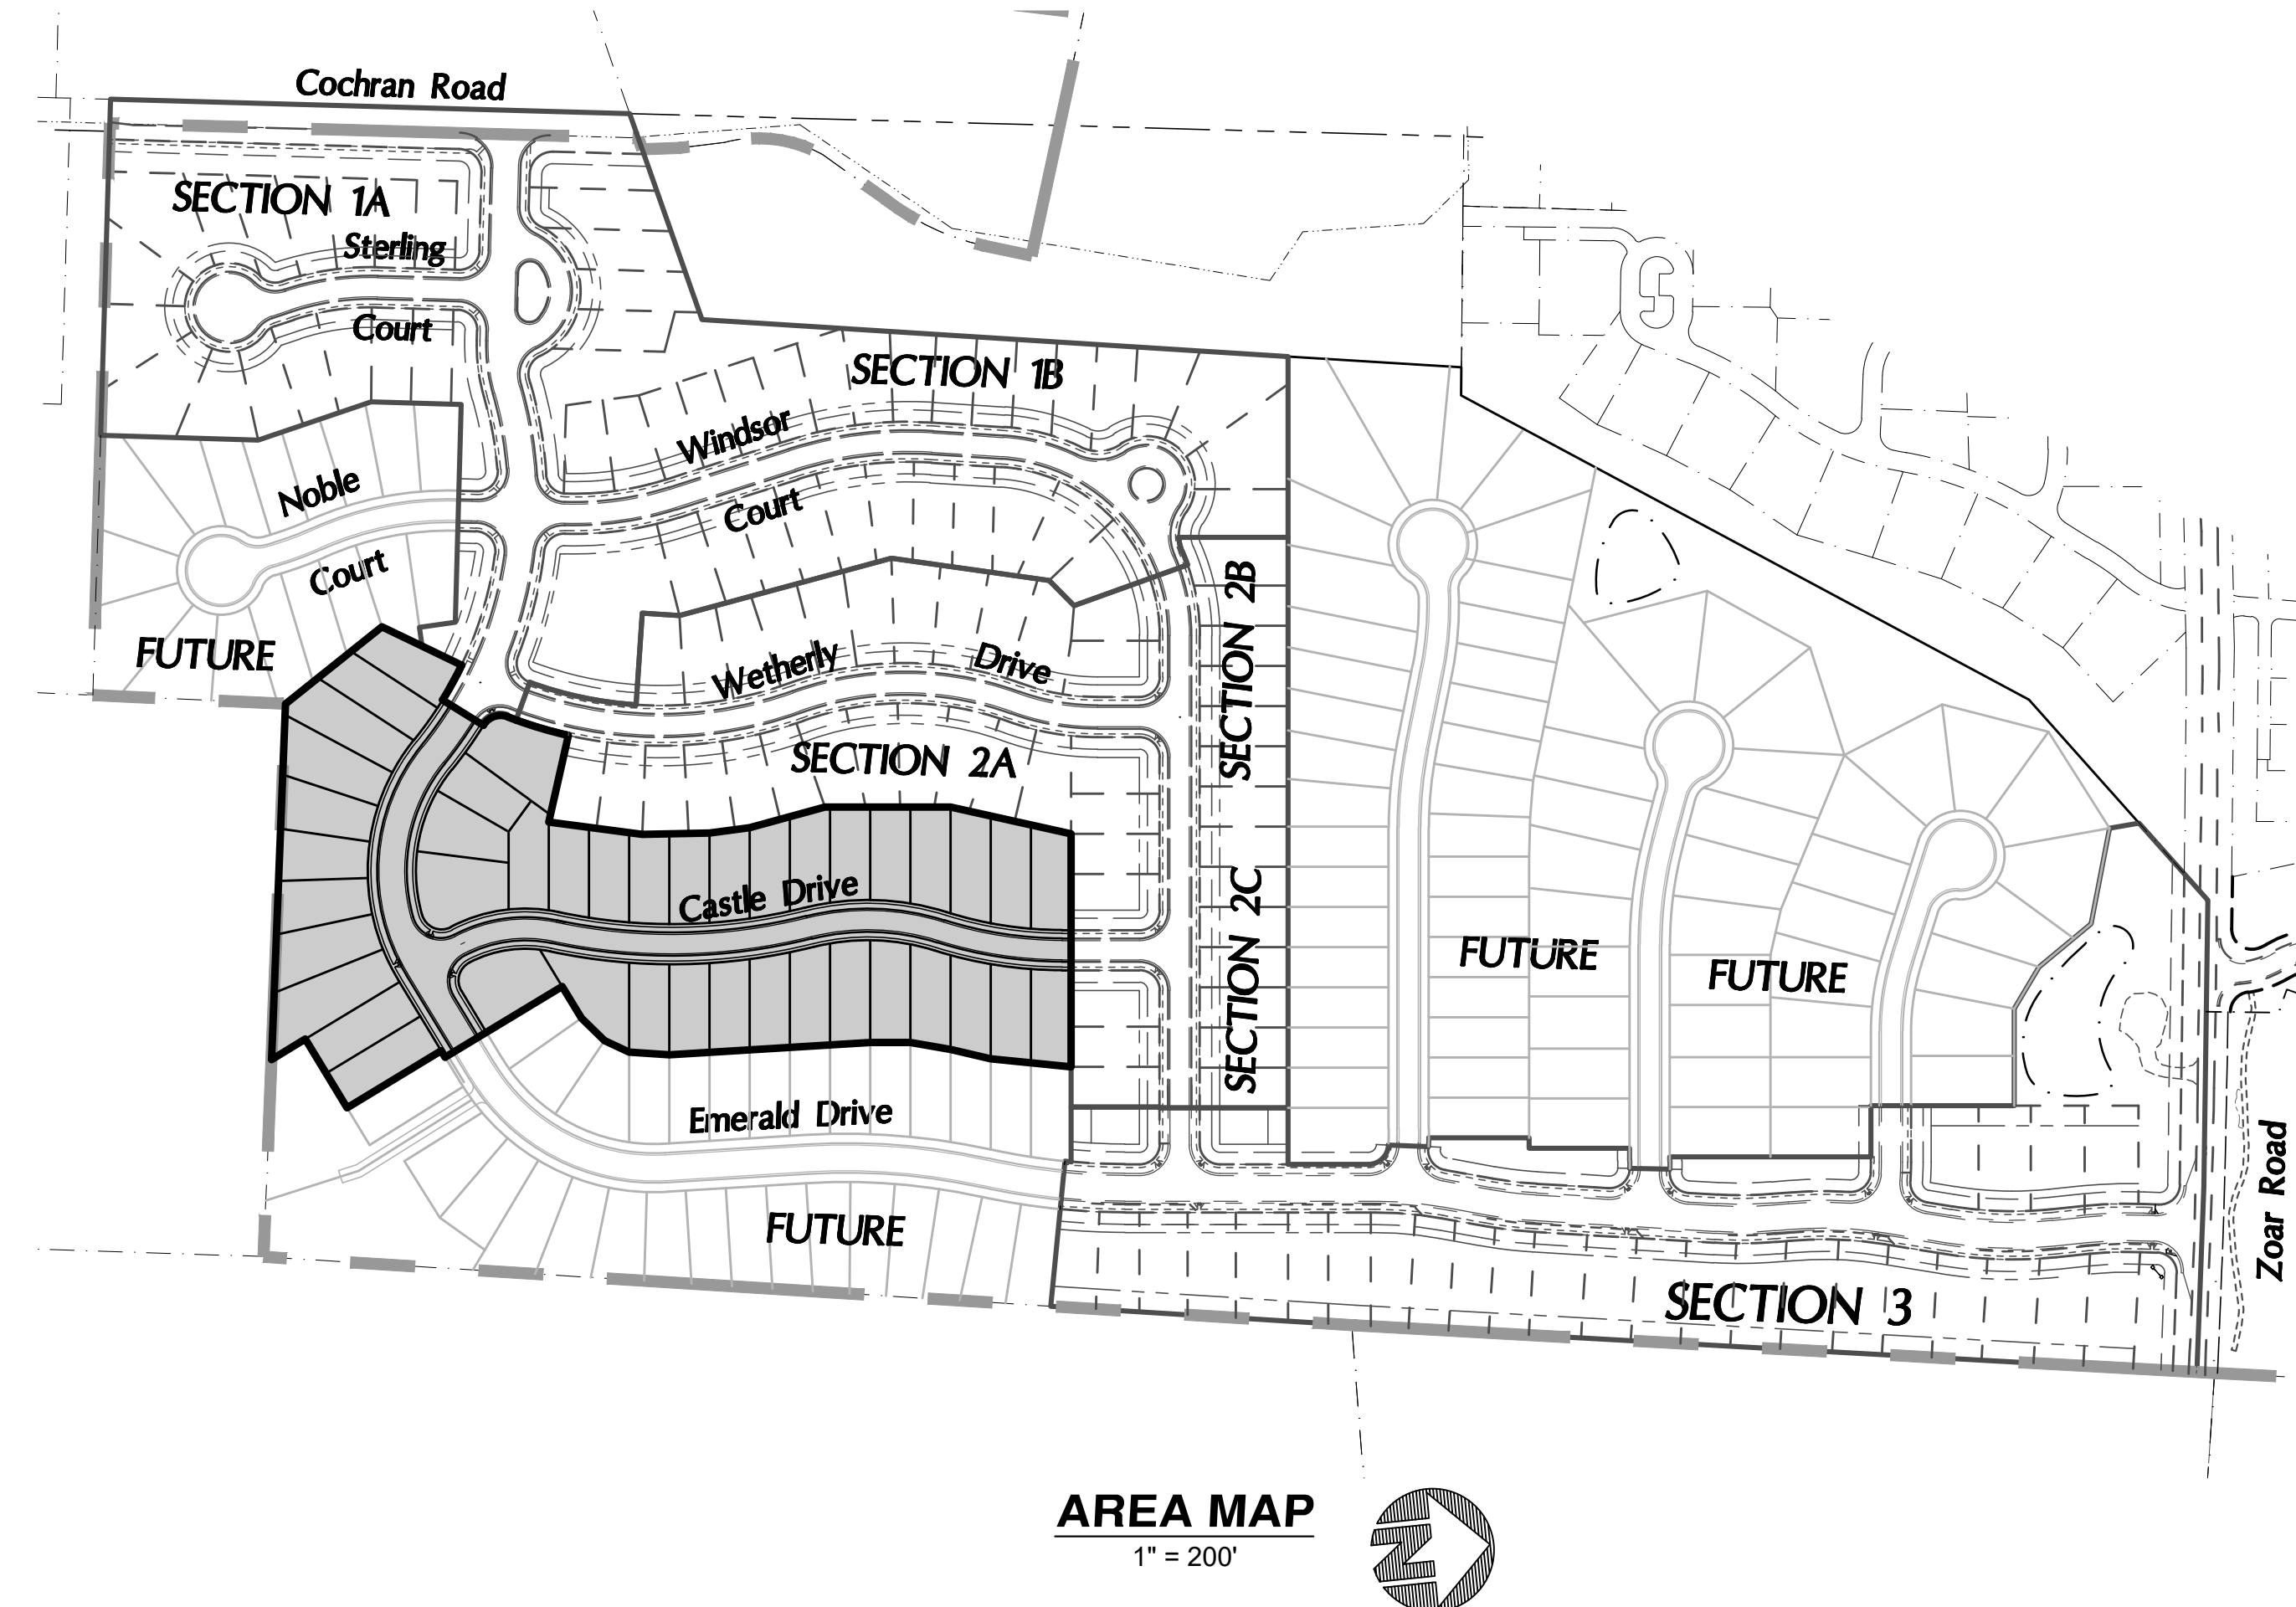 Cochran Road
SECTION 1A
Sterling
Court
SECTION 1B
Windsor
Court
Noble
Court
FUTURE
SECTION 2B
Wetherly Drive
SECTION 2A
Castle Drive
SECTION 2C
FUTURE
FUTURE
Emerald Drive
FUTURE
SECTION 3
Zoar Road
AREA MAP
1" = 200'
N